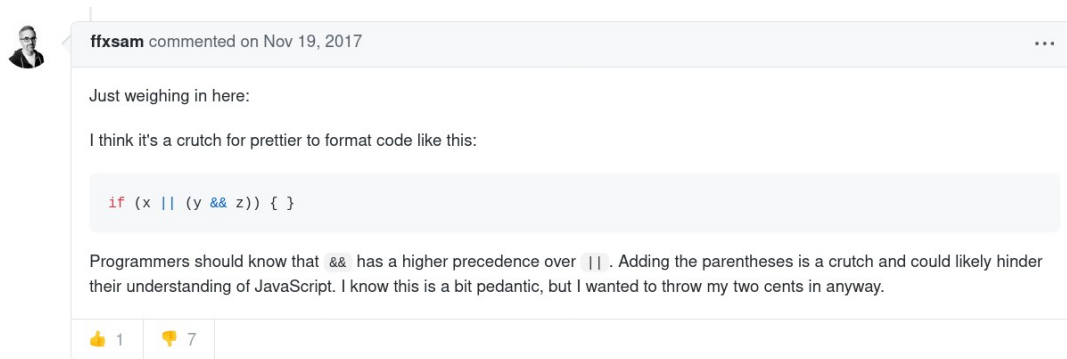 ffxsam commented on Nov 19, 2017
Just weighing in here:
I think it's a crutch for prettier to format code like this:
if (x || (y && z)) { }
Programmers should know that && has a higher precedence over ||. Adding the parentheses is a crutch and could likely hinder
their understanding of JavaScript. I know this is a bit pedantic, but I wanted to throw my two cents in anyway.
👍 1 👎 7